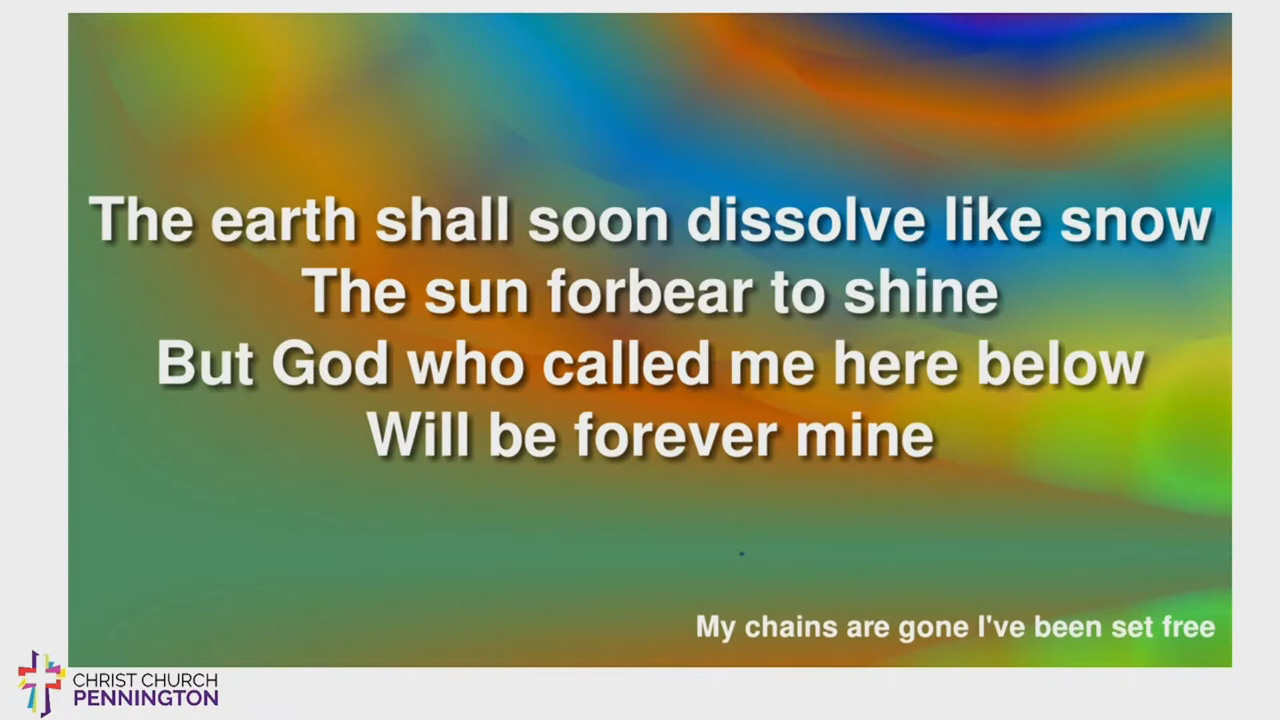 The earth shall soon dissolve like snow
The sun forbear to shine
But God who called me here below
Will be forever mine
My chains are gone I've been set free
CHRIST CHURCH
PENNINGTON